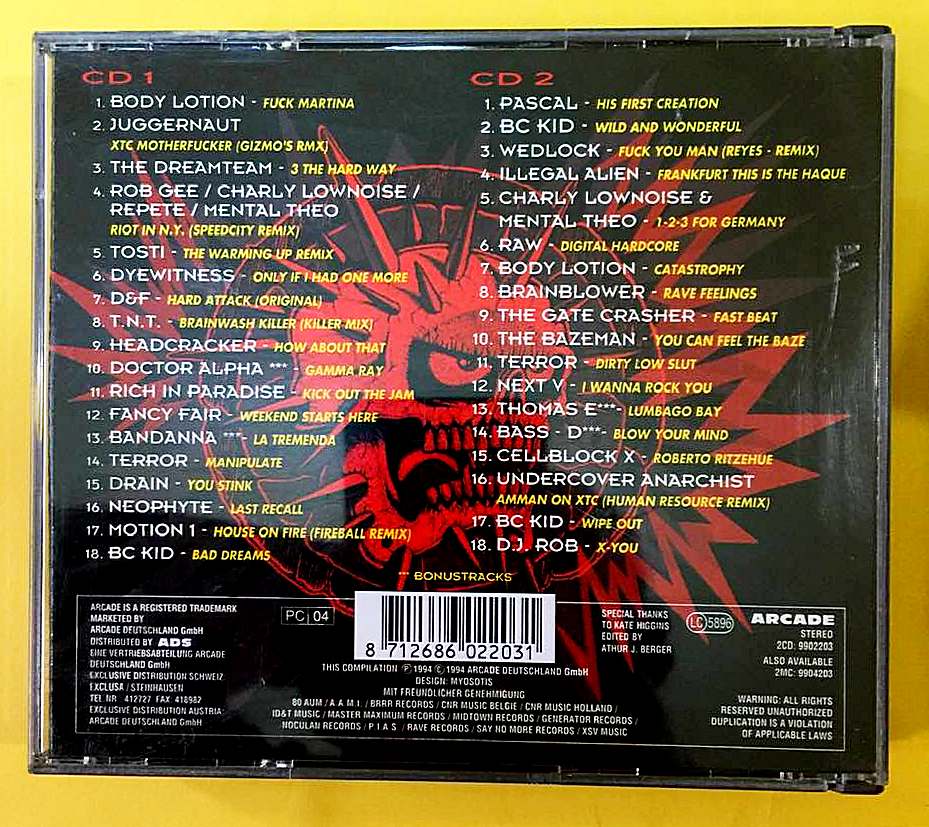 CD 1
1. BODY LOTION - FUCK MARTINA
2. JUGGERNAUT
XTC MOTHERFUCKER (GIZMO'S RMX)
3. THE DREAMTEAM - 3 THE HARD WAY
4. ROB GEE / CHARLY LOWNOISE /
REPETE / MENTAL THEO
RIOT IN N.Y. (SPEEDCITY REMIX)
5. TOSTI - THE WARMING UP REMIX
6. DYEWITNESS - ONLY IF I HAD ONE MORE
7. D&F - HARD ATTACK (ORIGINAL)
8. T.N.T. - BRAINWASH KILLER (KILLER MIX)
9. HEADCRACKER - HOW ABOUT THAT
10. DOCTOR ALPHA *** - GAMMA RAY
11. RICH IN PARADISE - KICK OUT THE JAM
12. FANCY FAIR - WEEKEND STARTS HERE
13. BANDANNA ***- LA TREMENDA
14. TERROR - MANIPULATE
15. DRAIN - YOU STINK
16. NEOPHYTE - LAST RECALL
17. MOTION 1 - HOUSE ON FIRE (FIREBALL REMIX)
18. BC KID - BAD DREAMS
CD 2
1. PASCAL - HIS FIRST CREATION
2. BC KID - WILD AND WONDERFUL
3. WEDLOCK - FUCK YOU MAN (REYES - REMIX)
4. ILLEGAL ALIEN - FRANKFURT THIS IS THE HAQUE
5. CHARLY LOWNOISE &
MENTAL THEO - 1-2-3 FOR GERMANY
6. RAW - DIGITAL HARDCORE
7. BODY LOTION - CATASTROPHY
8. BRAINBLOWER - RAVE FEELINGS
9. THE GATE CRASHER - FAST BEAT
10. THE BAZEMAN - YOU CAN FEEL THE BAZE
11. TERROR - DIRTY LOW SLUT
12. NEXT V - I WANNA ROCK YOU
13. THOMAS E***- LUMBAGO BAY
14. BASS - D***- BLOW YOUR MIND
15. CELLBLOCK X - ROBERTO RITZEHUE
16. UNDERCOVER ANARCHIST
AMMAN ON XTC (HUMAN RESOURCE REMIX)
17. BC KID - WIPE OUT
18. D.J. ROB - X-YOU
*** BONUSTRACKS
ARCADE IS A REGISTERED TRADEMARK
MARKETED BY
ARCADE DEUTSCHLAND GmbH
DISTRIBUTED BY ADS
EINE VERTRIEBSABTEILUNG ARCADE
DEUTSCHLAND GmbH
EXCLUSIVE DISTRIBUTION SCHWEIZ
EXCLUSA / STEINHAUSEN
TEL NR 412727 FAX 418982
EXCLUSIVE DISTRIBUTION AUSTRIA:
ARCADE DEUTSCHLAND GmbH
PC 04
8 712686 022031
THIS COMPILATION ℗ 1994 © 1994 ARCADE DEUTSCHLAND GmbH
DESIGN: MYOSOTIS
MIT FREUNDLICHER GENEHMIGUNG
80 AUM / A.A.M.I. / BRRR RECORDS / CNR MUSIC BELGIE / CNR MUSIC HOLLAND /
ID&T MUSIC / MASTER MAXIMUM RECORDS / MIDTOWN RECORDS / GENERATOR RECORDS /
NOCULAN RECORDS / P.I.A.S. / RAVE RECORDS / SAY NO MORE RECORDS / XSV MUSIC
SPECIAL THANKS
TO KATE HIGGINS
EDITED BY
ATHUR J. BERGER
LC 5896
ARCADE
STEREO
2CD: 9902203
ALSO AVAILABLE
2MC: 9904203
WARNING: ALL RIGHTS
RESERVED UNAUTHORIZED
DUPLICATION IS A VIOLATION
OF APPLICABLE LAWS